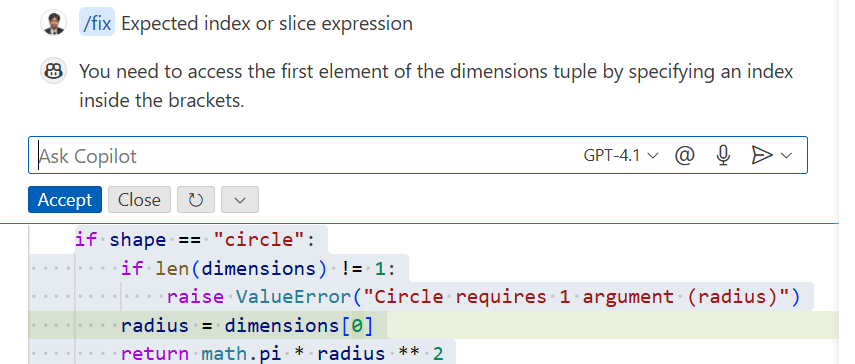 /fix Expected index or slice expression
You need to access the first element of the dimensions tuple by specifying an index
inside the brackets.
Ask Copilot GPT-4.1 @
Accept Close
if shape == "circle":
if len(dimensions) != 1:
raise ValueError("Circle requires 1 argument (radius)")
radius = dimensions[0]
return math.pi * radius ** 2